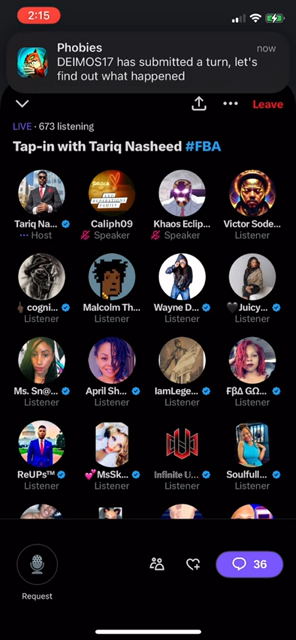 2:15
Phobies
now
DEIMOS17 has submitted a turn, let's
find out what happened
Leave
LIVE · 673 listening
Tap-in with Tariq Nasheed #FBA
Tariq Na... Caliph09 Khaos Eclip... Victor Sode...
Host Speaker Speaker Listener
cogni... Malcolm Th... Wayne D... Juicy...
Listener Listener Listener Listener
Ms. Sn@... April Sh... IamLege... FβΔ GΩ...
Listener Listener Listener Listener
ReUPs™ MsSk... Infinite U... Soulfull...
Listener Listener Listener Listener
36
Request